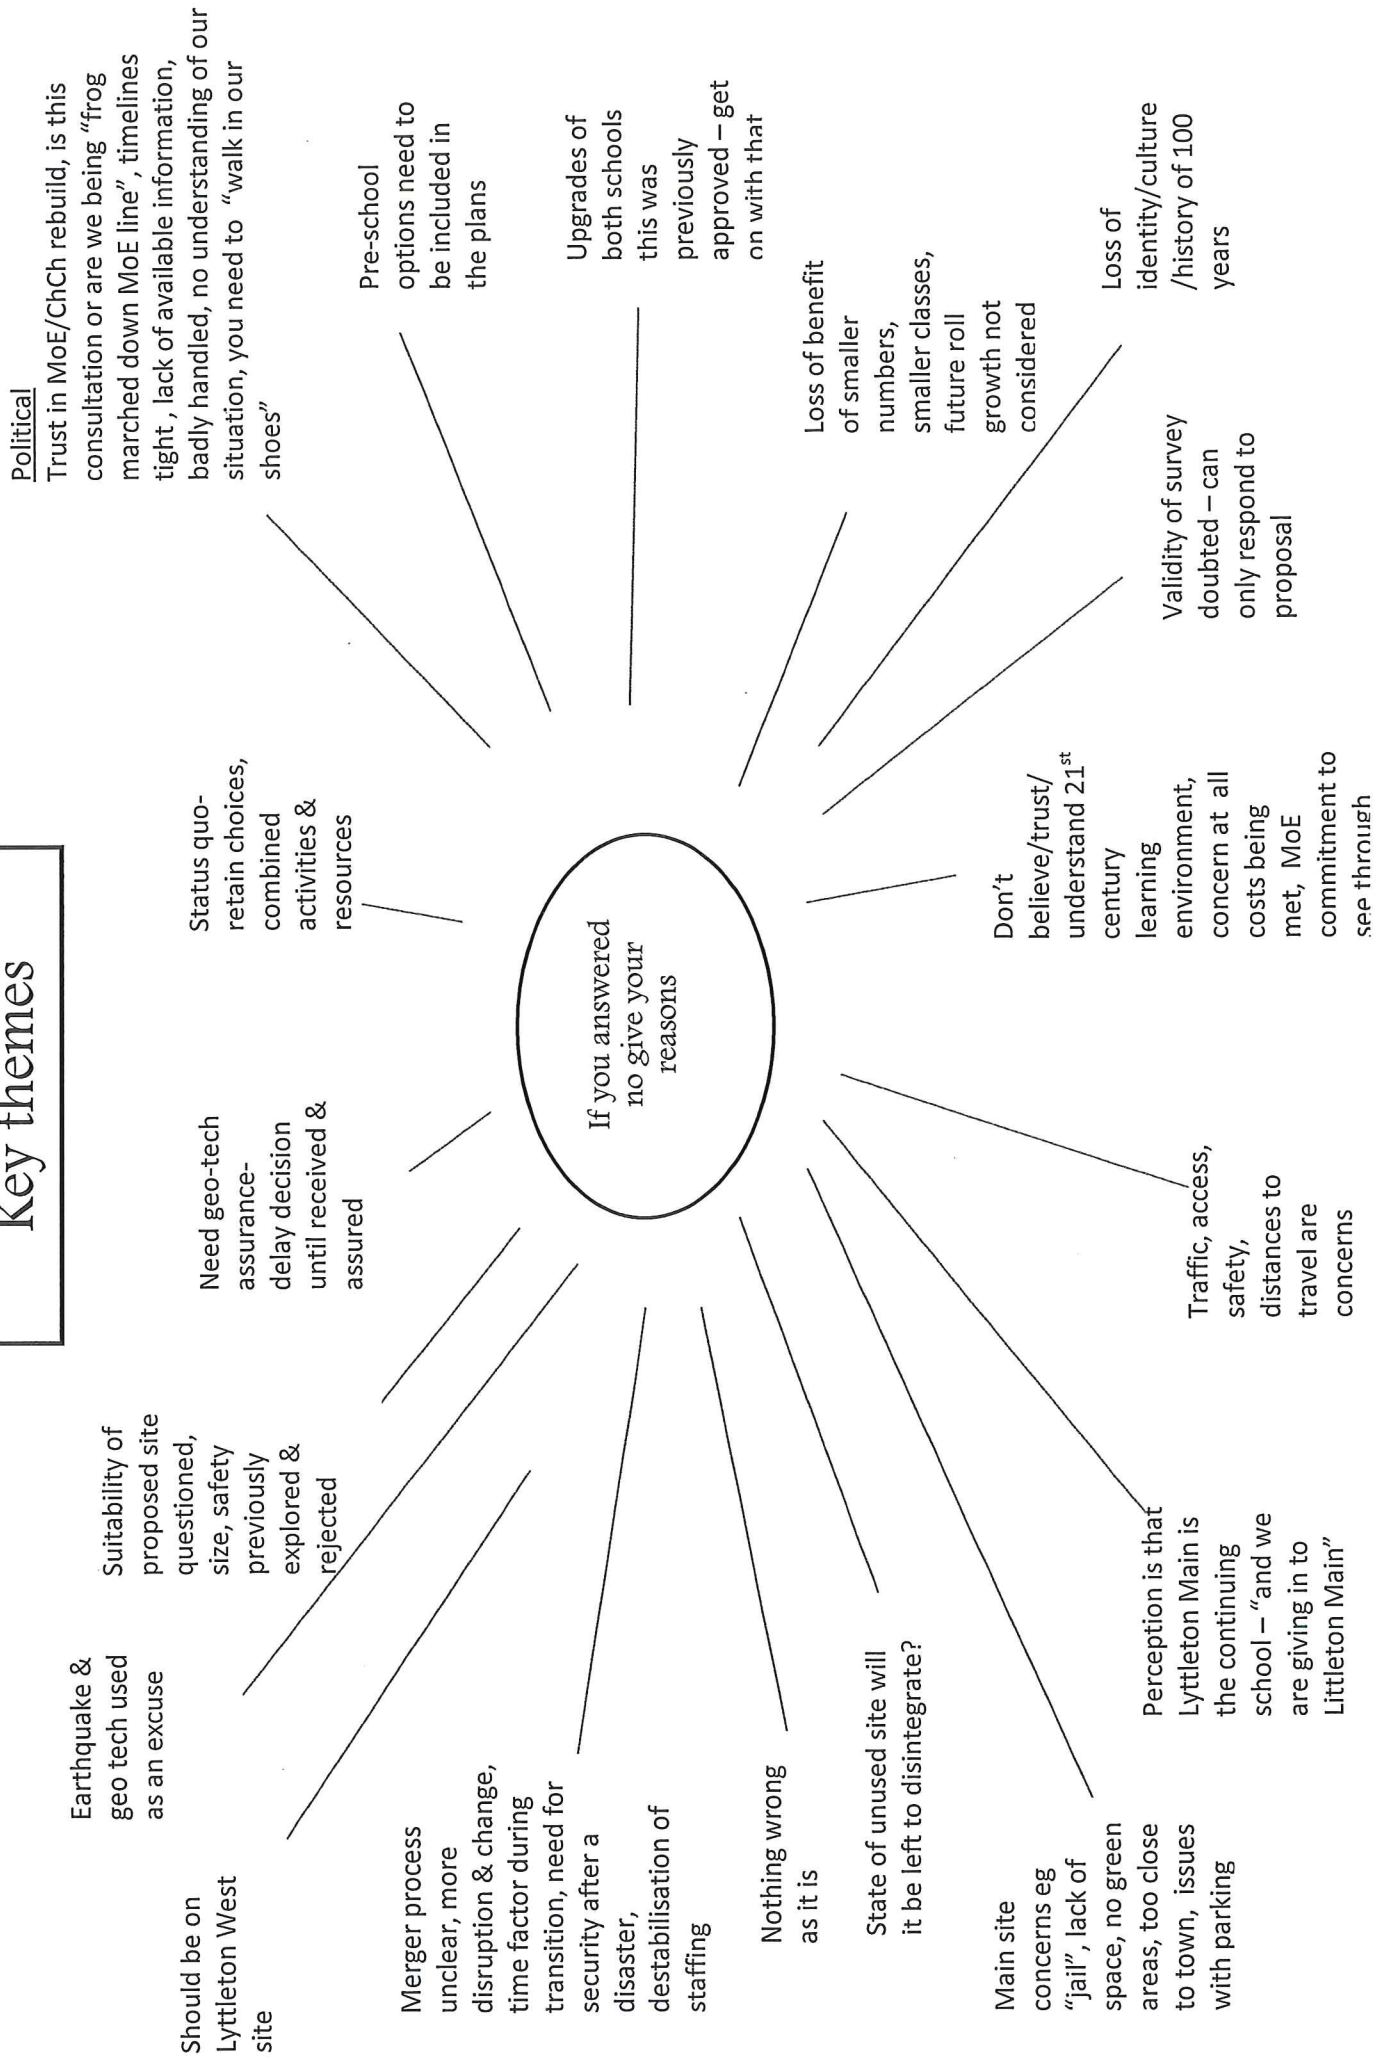 Key themes
Political
Trust in MoE/ChCh rebuild, is this
consultation or are we being “frog
marched down MoE line”, timelines
tight , lack of available information,
badly handled, no understanding of our
situation, you need to “walk in our
shoes”
Pre-school
options need to
be included in
the plans
Upgrades of
both schools
this was
previously
approved – get
on with that
Loss of benefit
of smaller
numbers,
smaller classes,
future roll
growth not
considered
Loss of
identity/culture
/history of 100
years
Validity of survey
doubted – can
only respond to
proposal
Don’t
believe/trust/
understand 21st
century
learning
environment,
concern at all
costs being
met, MoE
commitment to
see through
Traffic, access,
safety,
distances to
travel are
concerns
Perception is that
Lyttleton Main is
the continuing
school – “and we
are giving in to
Littleton Main”
Main site
concerns eg
“jail”, lack of
space, no green
areas, too close
to town, issues
with parking
State of unused site will
it be left to disintegrate?
Nothing wrong
as it is
Merger process
unclear, more
disruption & change,
time factor during
transition, need for
security after a
disaster,
destabilisation of
staffing
Should be on
Lyttleton West
site
Earthquake &
geo tech used
as an excuse
Suitability of
proposed site
questioned,
size, safety
previously
explored &
rejected
Need geo-tech
assurance-
delay decision
until received &
assured
Status quo-
retain choices,
combined
activities &
resources
If you answered
no give your
reasons